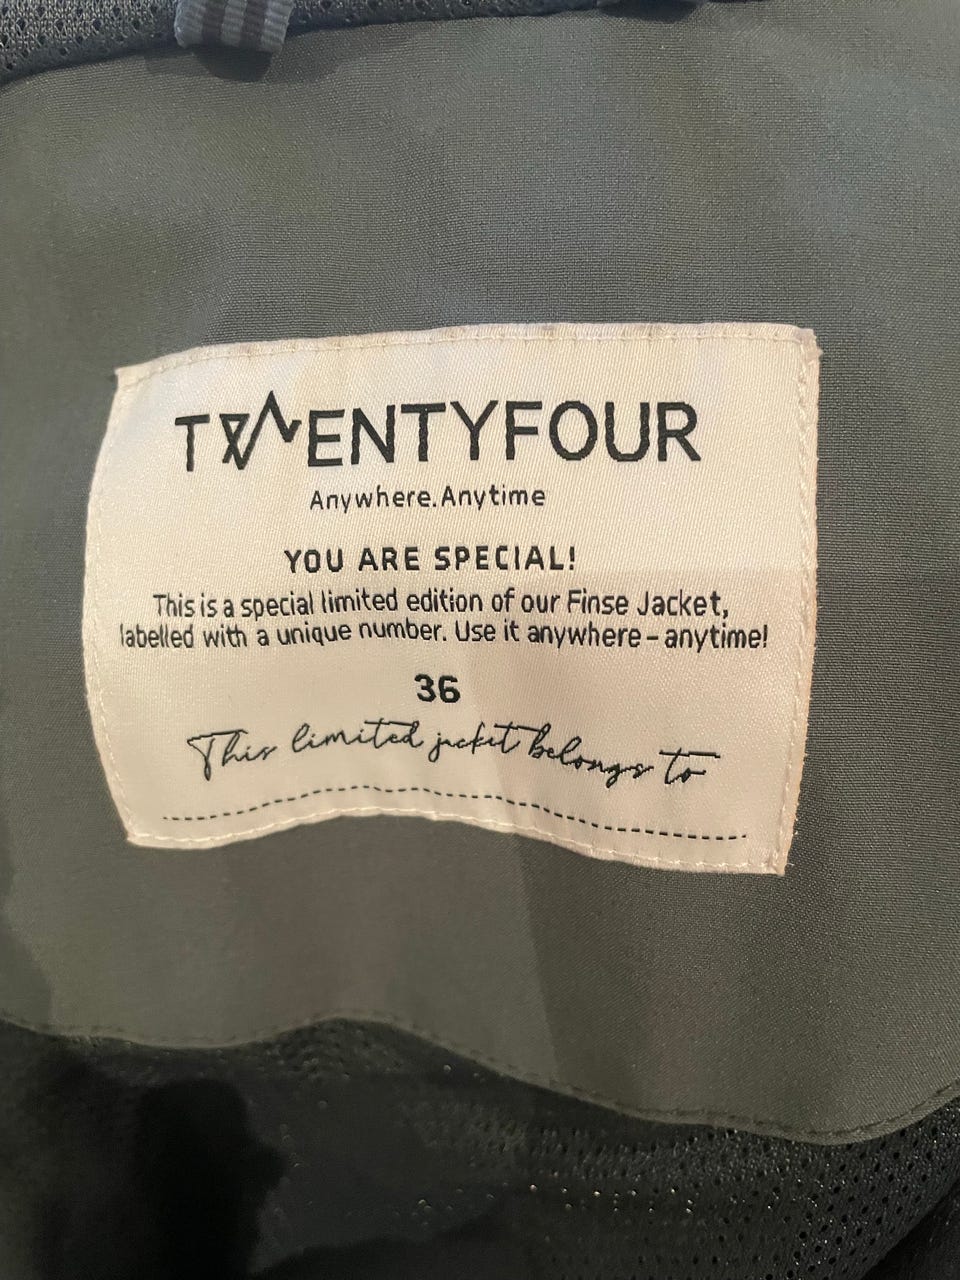 TWENTYFOUR
Anywhere.Anytime
YOU ARE SPECIAL!
This is a special limited edition of our Finse Jacket,
labelled with a unique number. Use it anywhere – anytime!
36
This limited jacket belongs to